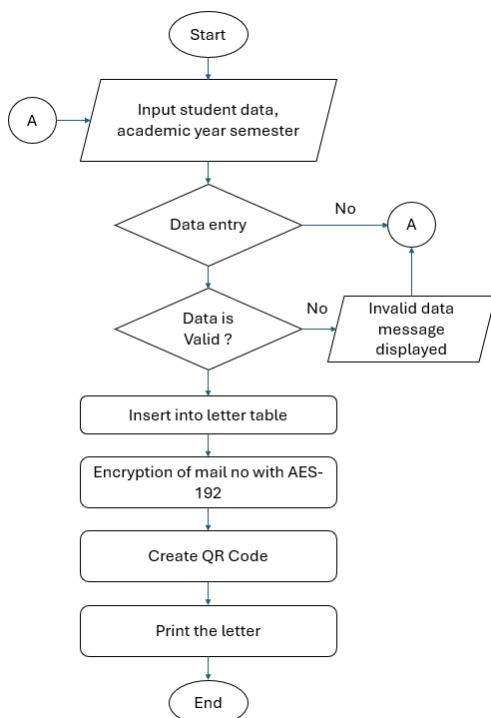 Start
A
Input student data,
academic year semester
Data entry
No
A
Data is
Valid ?
No
Invalid data
message
displayed
Insert into letter table
Encryption of mail no with AES-
192
Create QR Code
Print the letter
End